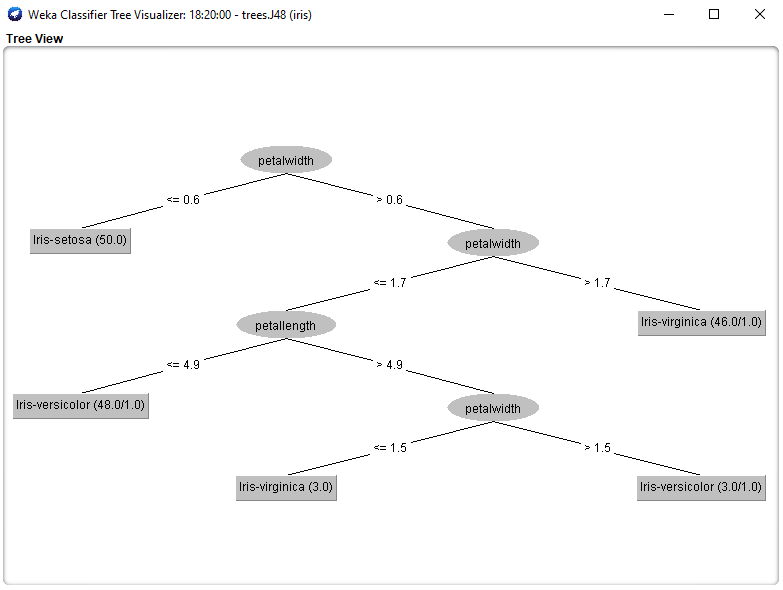 Weka Classifier Tree Visualizer: 18:20:00 - trees.J48 (iris)
Tree View
petalwidth
<= 0.6
> 0.6
Iris-setosa (50.0)
petalwidth
<= 1.7
> 1.7
petallength
Iris-virginica (46.0/1.0)
<= 4.9
> 4.9
Iris-versicolor (48.0/1.0)
petalwidth
<= 1.5
> 1.5
Iris-virginica (3.0)
Iris-versicolor (3.0/1.0)